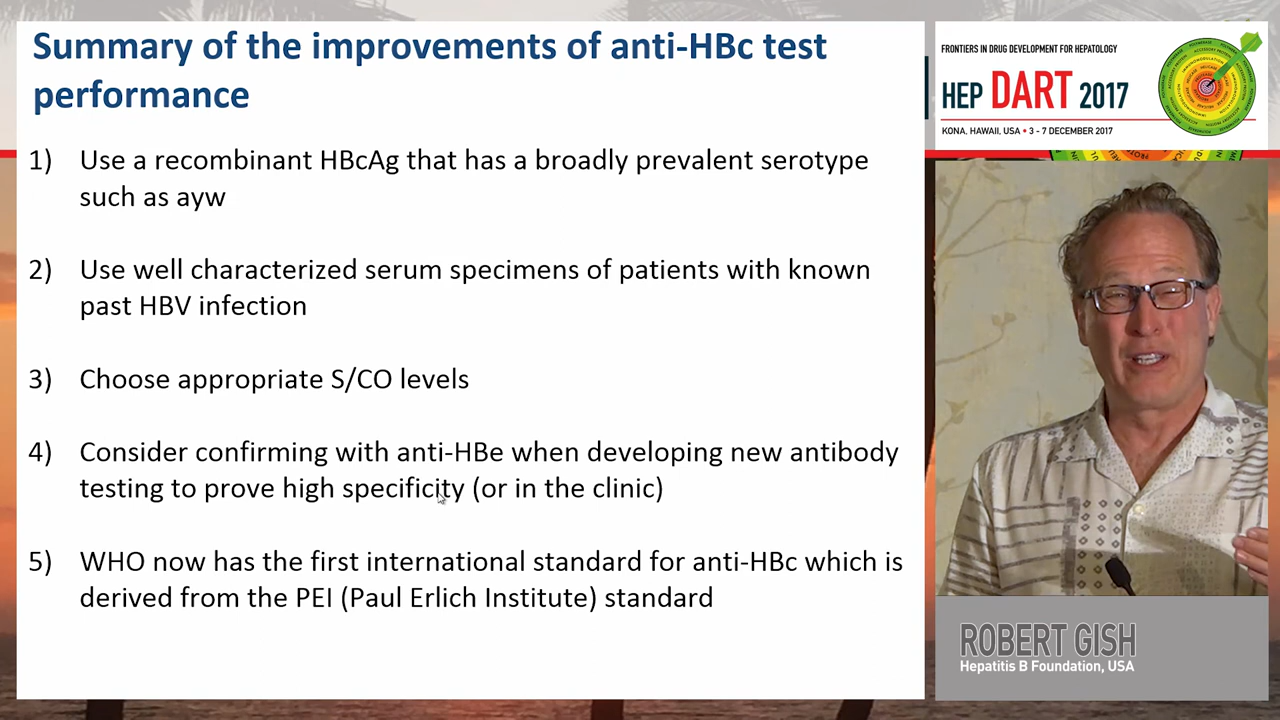 Summary of the improvements of anti-HBc test
performance
1) Use a recombinant HBcAg that has a broadly prevalent serotype
such as ayw
2) Use well characterized serum specimens of patients with known
past HBV infection
3) Choose appropriate S/CO levels
4) Consider confirming with anti-HBe when developing new antibody
testing to prove high specificity (or in the clinic)
5) WHO now has the first international standard for anti-HBc which is
derived from the PEI (Paul Erlich Institute) standard
FRONTIERS IN DRUG DEVELOPMENT FOR HEPATOLOGY
HEP DART 2017
KONA, HAWAII, USA • 3 - 7 DECEMBER 2017
ROBERT GISH
Hepatitis B Foundation, USA